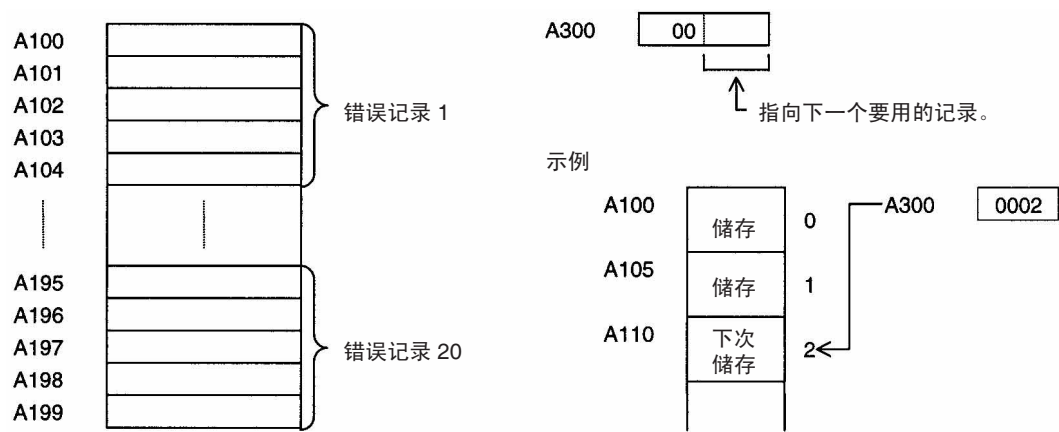 A100
A101
A102
A103
A104
错误记录 1
A195
A196
A197
A198
A199
错误记录 20
A300 00
指向下一个要用的记录。
示例
A100 储存 0
A300 0002
A105 储存 1
A110 下次
储存 2